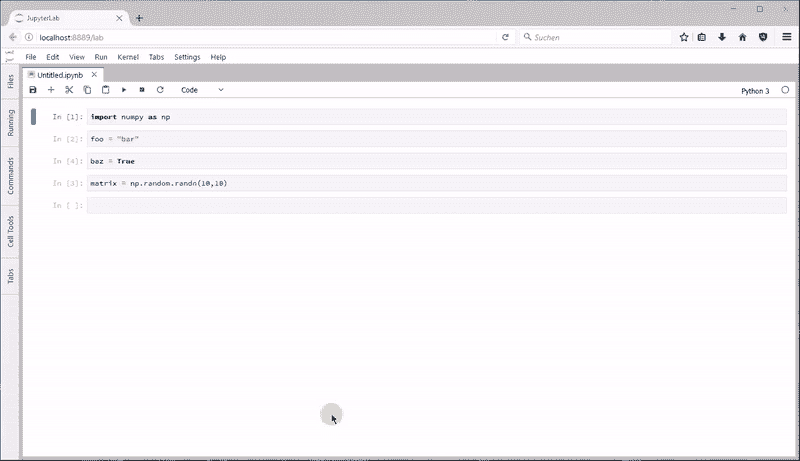 JupyterLab
localhost:8889/lab
Suchen
File Edit View Run Kernel Tabs Settings Help
Untitled.ipynb
Code
Python 3
Files
Running
Commands
Cell Tools
Tabs
In [1]: import numpy as np
In [2]: foo = "bar"
In [4]: baz = True
In [3]: matrix = np.random.randn(10,10)
In [ ]: